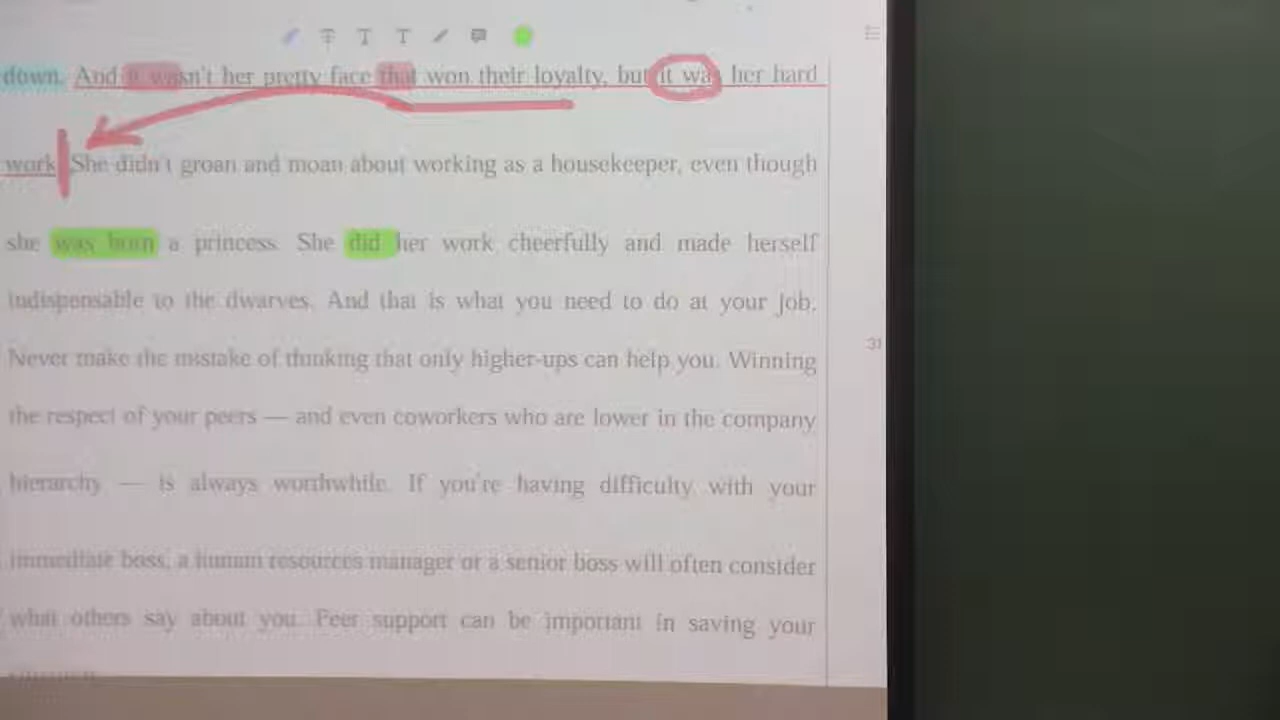 down. And it wasn't her pretty face that won their loyalty, but it was her hard
work. She didn't groan and moan about working as a housekeeper, even though
she was born a princess. She did her work cheerfully and made herself
indispensable to the dwarves. And that is what you need to do at your job.
Never make the mistake of thinking that only higher-ups can help you. Winning
31
the respect of your peers — and even coworkers who are lower in the company
hierarchy — is always worthwhile. If you're having difficulty with your
immediate boss, a human resources manager or a senior boss will often consider
what others say about you. Peer support can be important in saving your